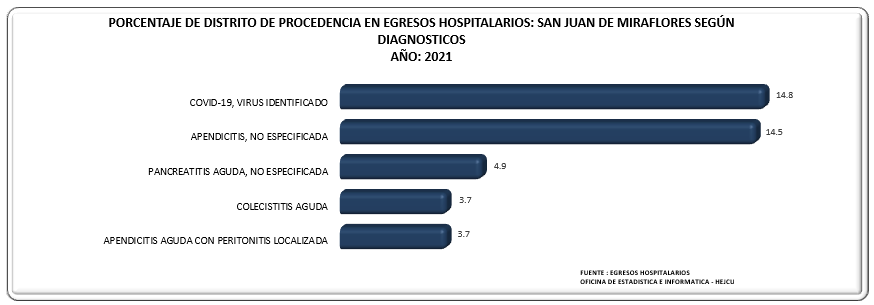 PORCENTAJE DE DISTRITO DE PROCEDENCIA EN EGRESOS HOSPITALARIOS: SAN JUAN DE MIRAFLORES SEGÚN
DIAGNOSTICOS
AÑO: 2021
COVID-19, VIRUS IDENTIFICADO 14.8
APENDICITIS, NO ESPECIFICADA 14.5
PANCREATITIS AGUDA, NO ESPECIFICADA 4.9
COLECISTITIS AGUDA 3.7
APENDICITIS AGUDA CON PERITONITIS LOCALIZADA 3.7
FUENTE : EGRESOS HOSPITALARIOS
OFICINA DE ESTADISTICA E INFORMATICA - HEJCU